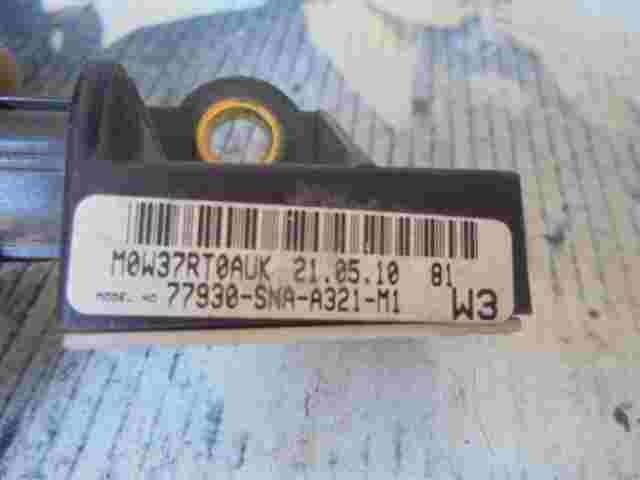 M0W37RT0AUK 21.05.10 81
MODEL NO 77930-SNA-A321-M1 W3